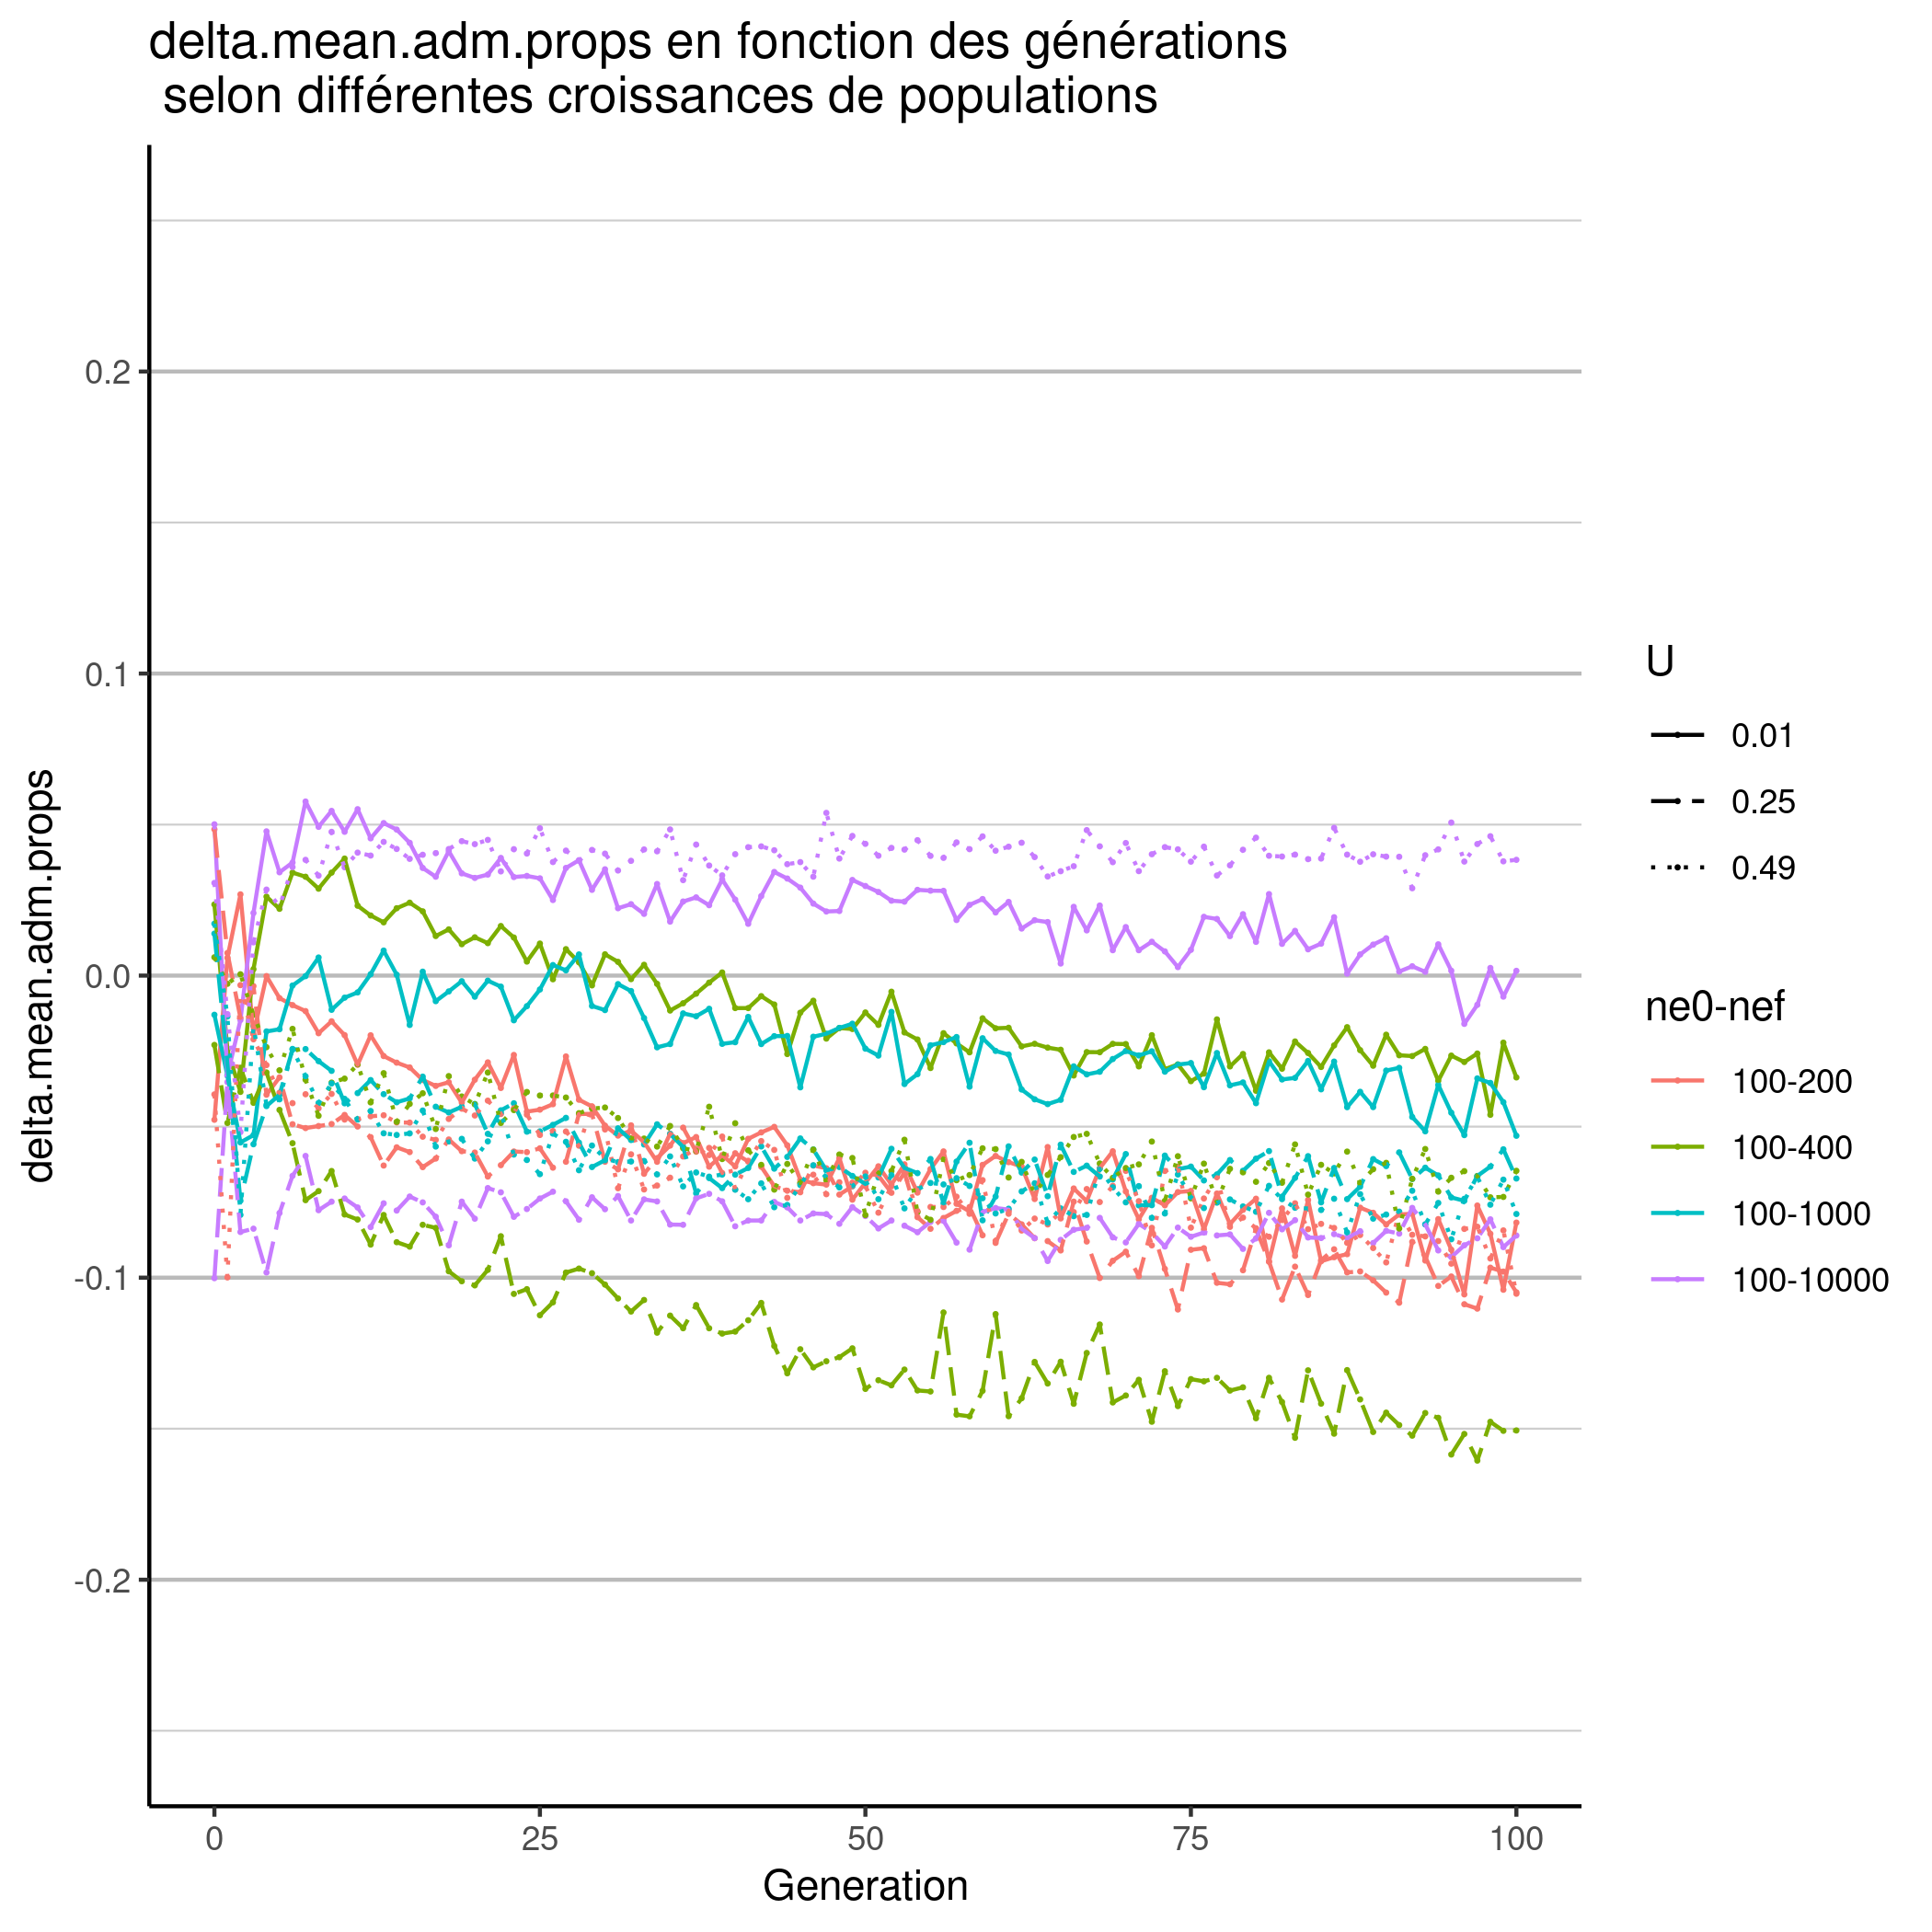 delta.mean.adm.props en fonction des générations
selon différentes croissances de populations
delta.mean.adm.props
0.2
0.1
0.0
-0.1
-0.2
0
25
50
75
100
Generation
U
0.01
0.25
0.49
ne0-nef
100-200
100-400
100-1000
100-10000